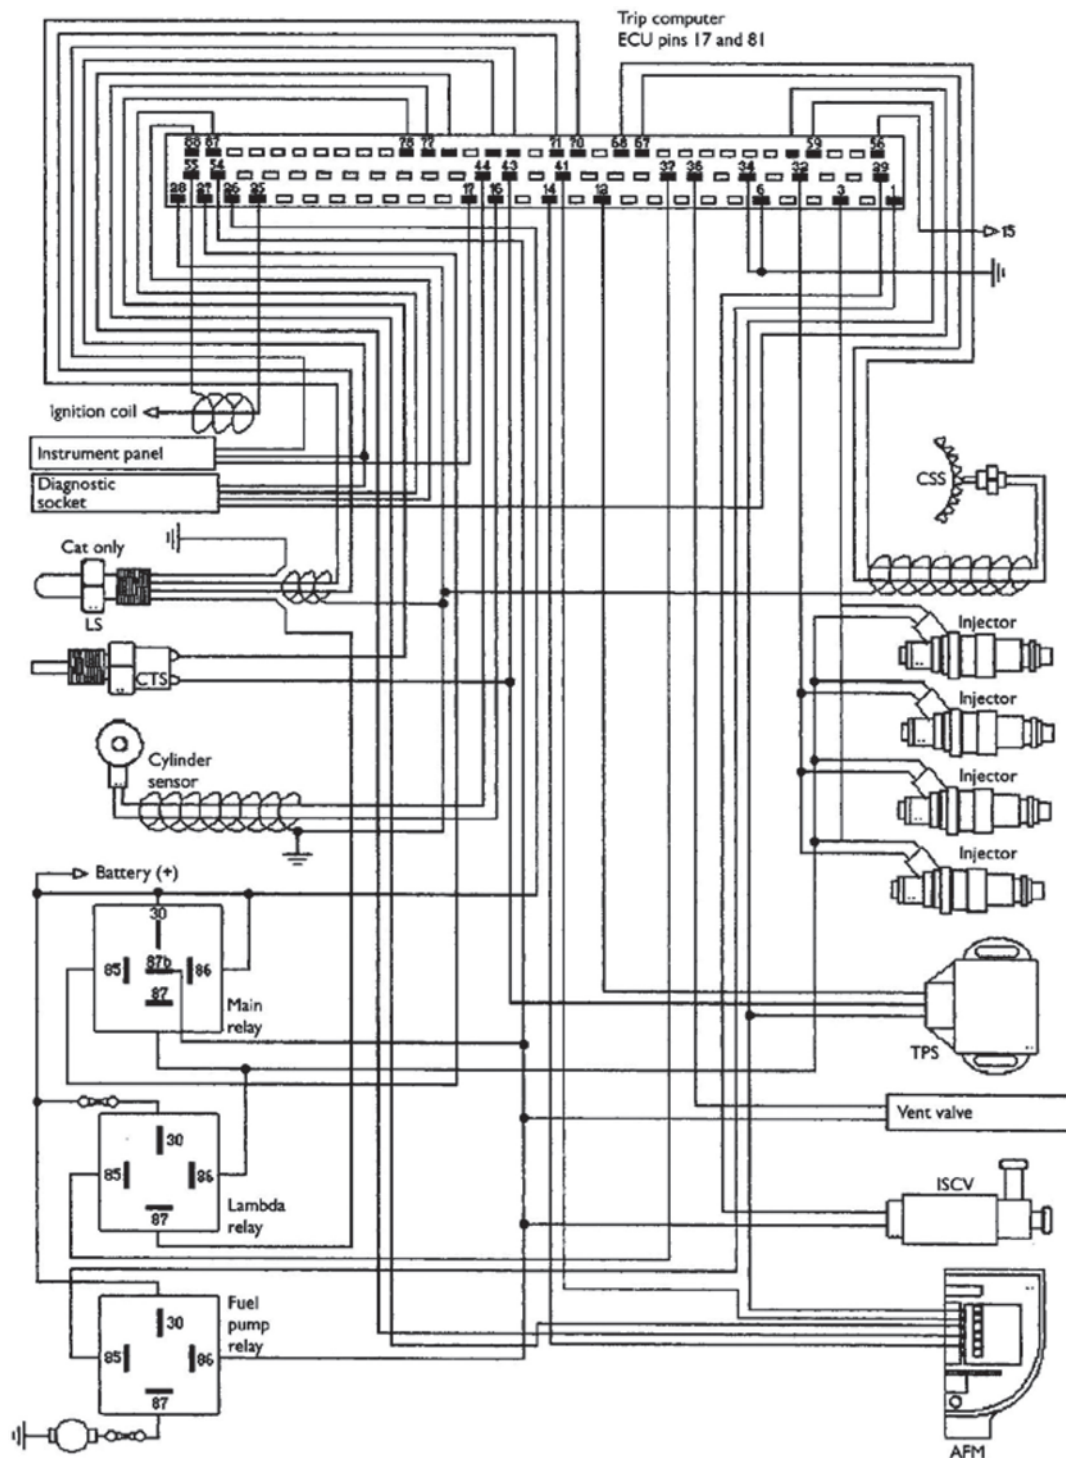 Trip computer
ECU pins 17 and 81
88 87 78 77 71 70 68 67 59 56
55 54 44 43 41 37 36 34 32 29
28 27 26 25 17 16 14 12 6 3 1
15
Ignition coil
Instrument panel
Diagnostic
socket
CSS
Cat only
LS
Injector
CTS
Injector
Cylinder
sensor
Injector
Injector
Battery (+)
30
85
87b
86
87
Main
relay
TPS
Vent valve
30
85
86
87
Lambda
relay
ISCV
Fuel
pump
relay
30
85
86
87
AFM